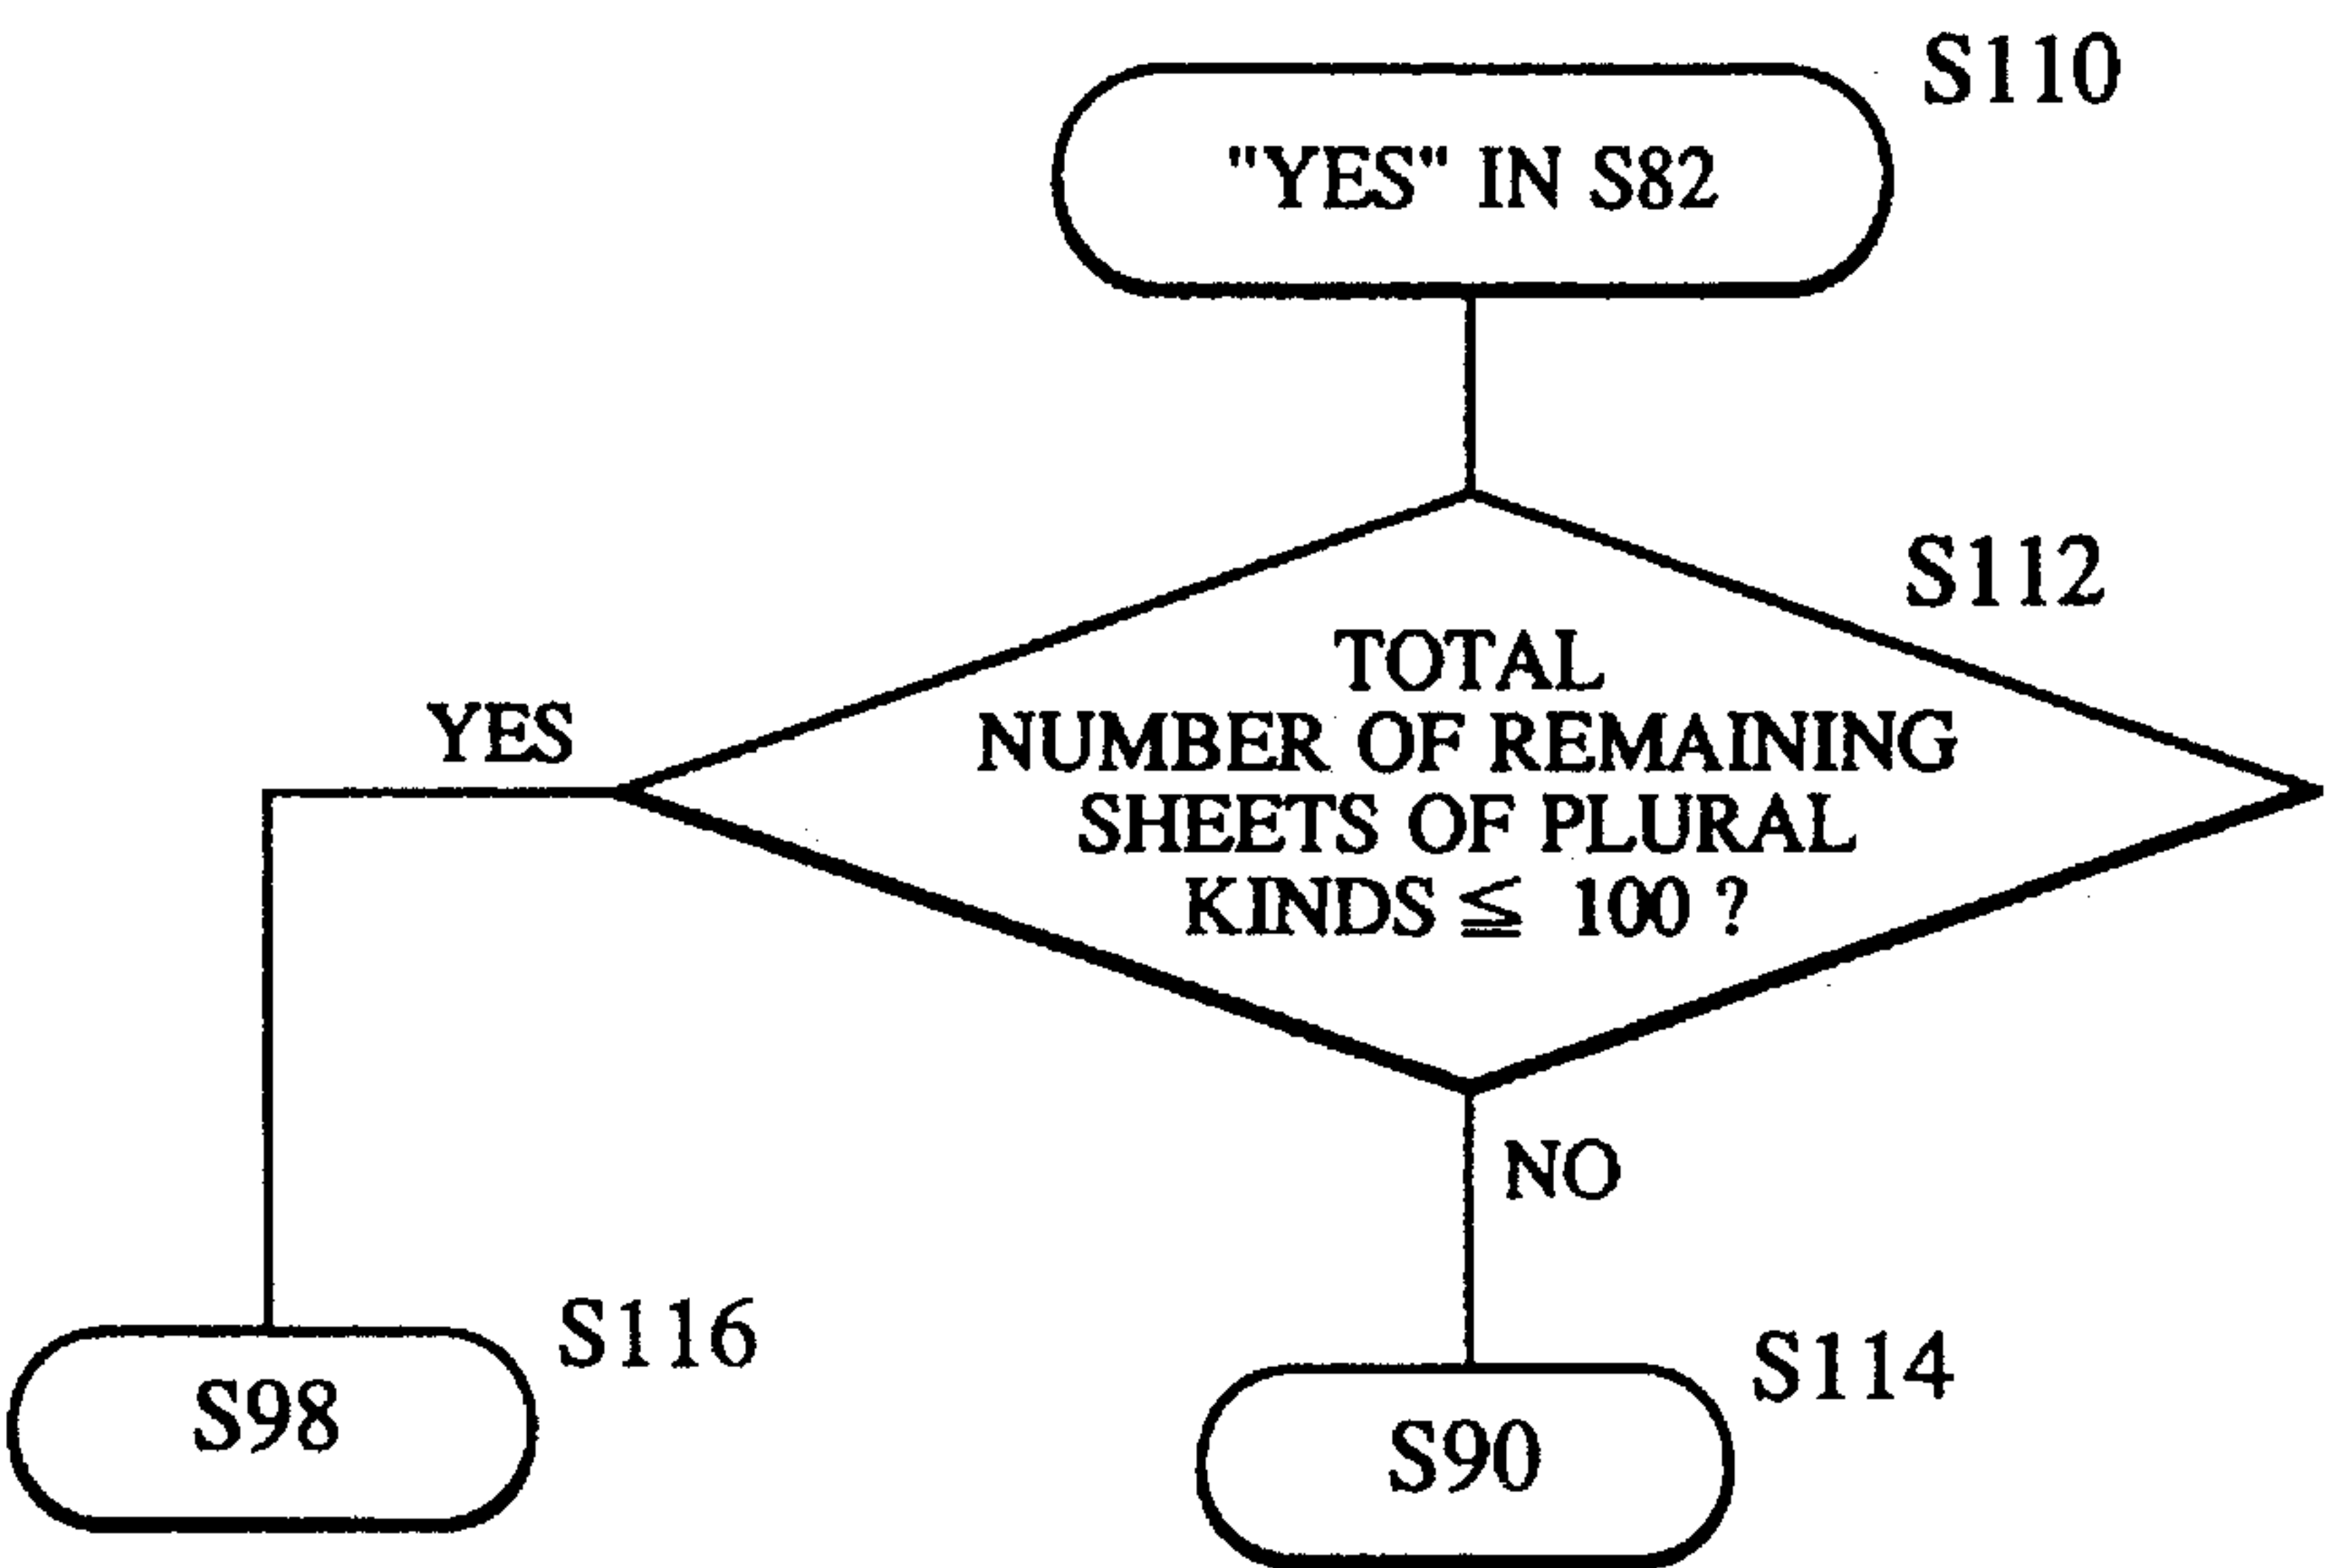 S110
"YES" IN S82
S112
TOTAL
NUMBER OF REMAINING
SHEETS OF PLURAL
KINDS ≦ 100 ?
YES
NO
S116
S98
S114
S90